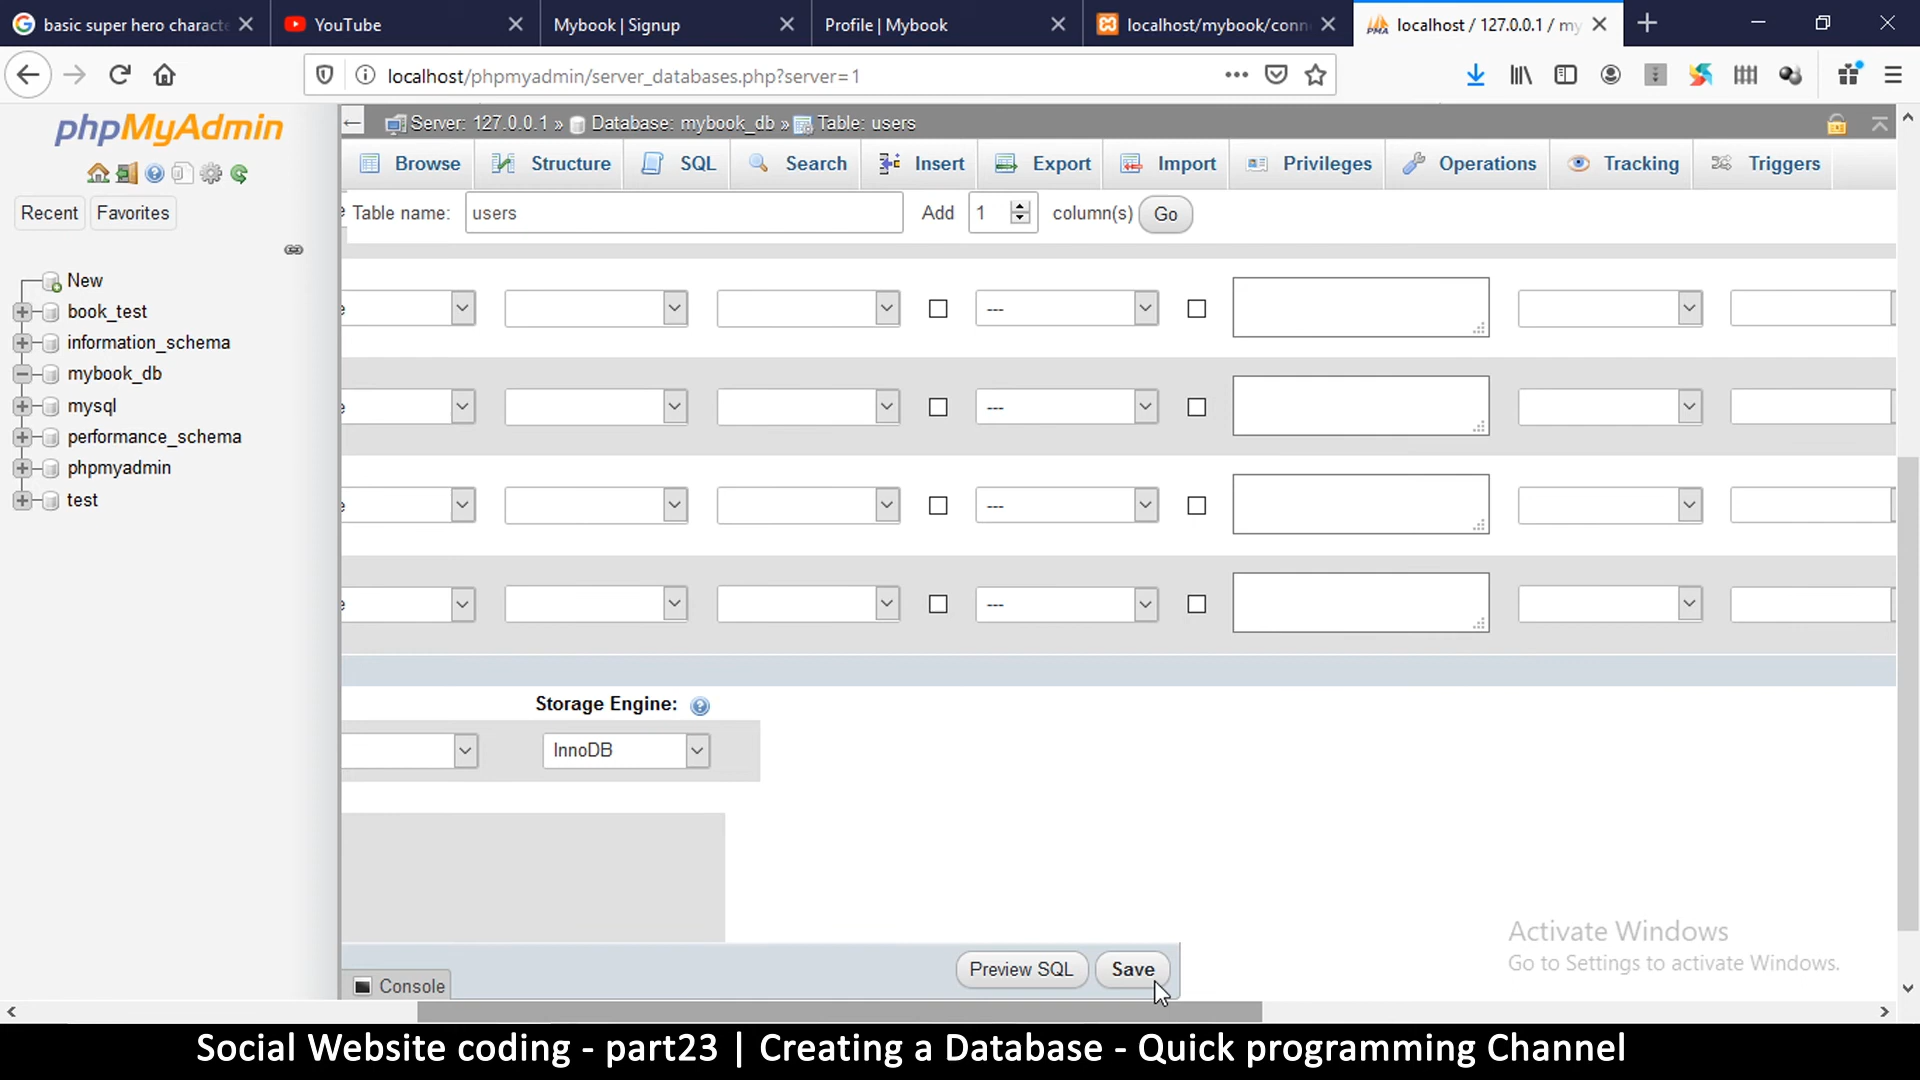 basic super hero characte
YouTube
Mybook | Signup
Profile | Mybook
localhost/mybook/conn
localhost / 127.0.0.1 / my
localhost/phpmyadmin/server_databases.php?server=1
phpMyAdmin
Server: 127.0.0.1 » Database: mybook_db » Table: users
Browse
Structure
SQL
Search
Insert
Export
Import
Privileges
Operations
Tracking
Triggers
Recent
Favorites
Table name:
users
Add
1
column(s)
Go
New
book_test
information_schema
mybook_db
mysql
performance_schema
phpmyadmin
test
---
---
---
---
Storage Engine:
InnoDB
Preview SQL
Save
Console
Activate Windows
Go to Settings to activate Windows.
Social Website coding - part23 | Creating a Database - Quick programming Channel